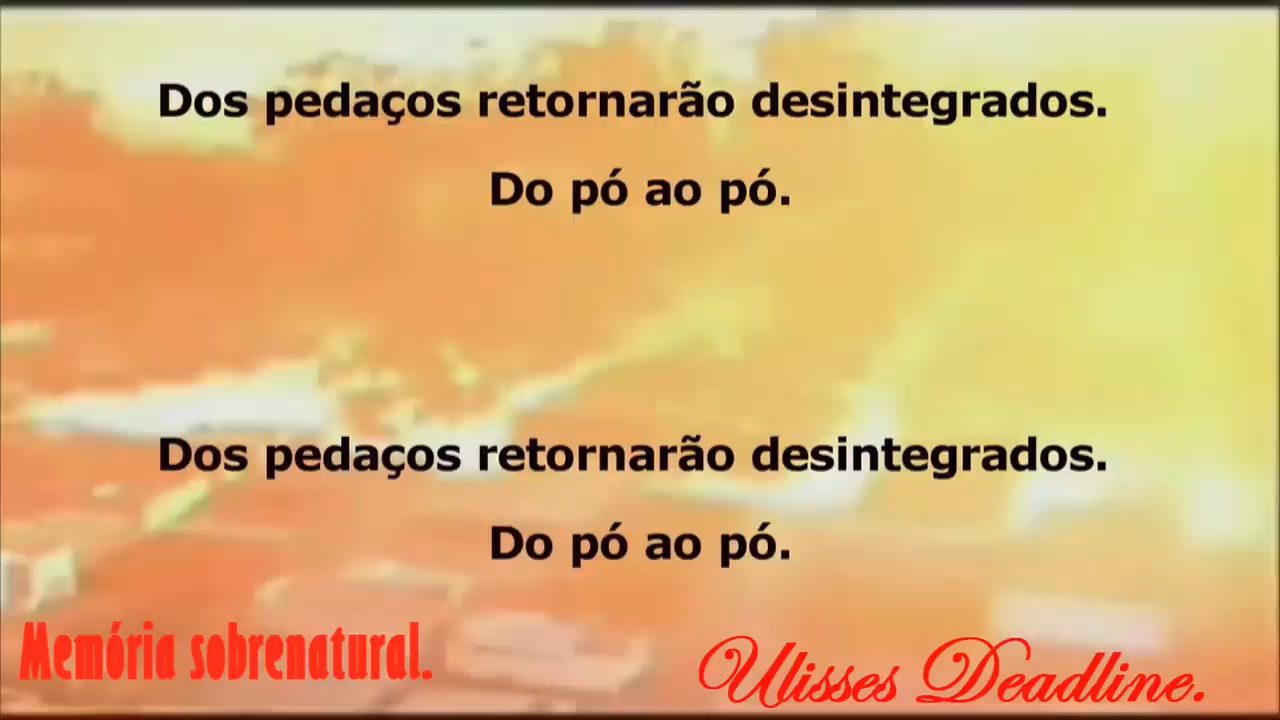 Dos pedaços retornarão desintegrados.
Do pó ao pó.
Dos pedaços retornarão desintegrados.
Do pó ao pó.
Memória sobrenatural.
Ulisses Deadline.